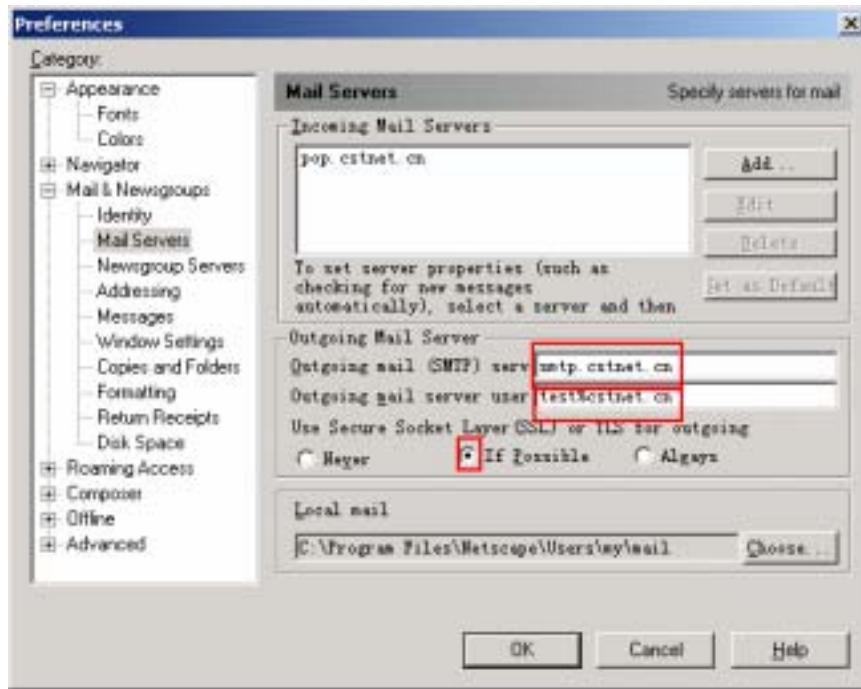 Preferences
Category:
Appearance
Fonts
Colors
Navigator
Mail & Newsgroups
Identity
Mail Servers
Newsgroup Servers
Addressing
Messages
Window Settings
Copies and Folders
Formatting
Return Receipts
Disk Space
Roaming Access
Composer
Offline
Advanced
Mail Servers
Specify servers for mail
Incoming Mail Servers
pop.cstnet.cn
Add...
Edit
Delete
Set as Default
To set server properties (such as
checking for new messages
automatically), select a server and then
Outgoing Mail Server
Outgoing mail (SMTP) serv
smtp.cstnet.cn
Outgoing mail server user
test%cstnet.cn
Use Secure Socket Layer(SSL) or TLS for outgoing
Never
If Possible
Always
Local mail
C:\Program Files\Netscape\Users\my\mail
Choose...
OK
Cancel
Help